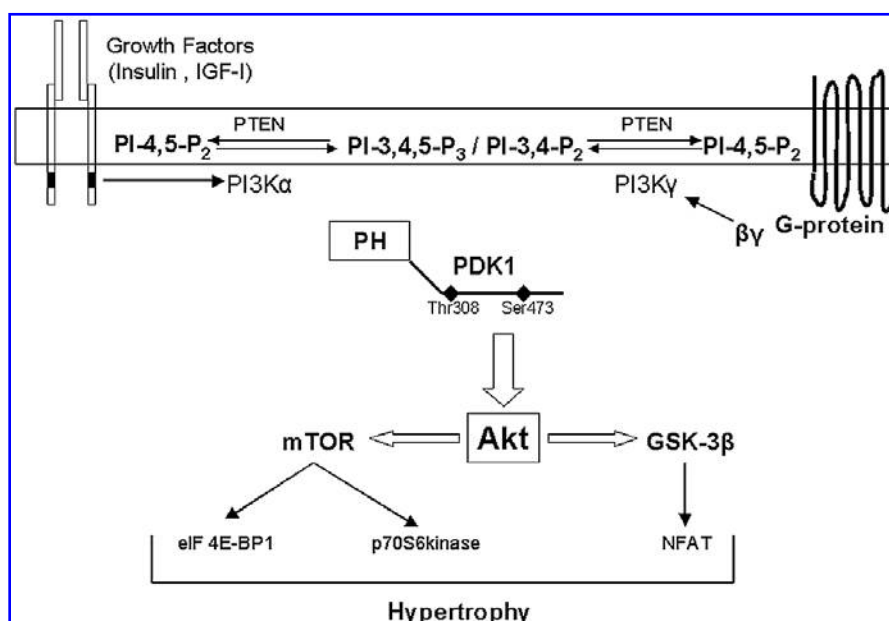 Growth Factors
(Insulin , IGF-I)
PI-4,5-P₂ PTEN PI-3,4,5-P₃ / PI-3,4-P₂ PTEN PI-4,5-P₂
PI3Kα PI3Kγ
βγ G-protein
PH
PDK1
Thr308 Ser473
mTOR Akt GSK-3β
eIF 4E-BP1 p70S6kinase NFAT
Hypertrophy